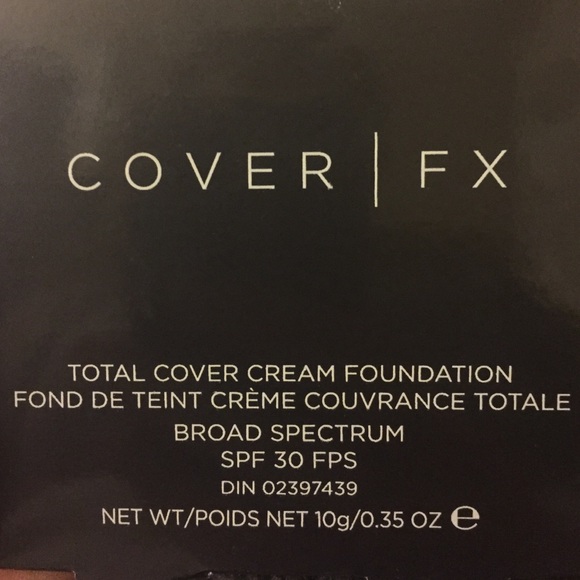 COVER | FX
TOTAL COVER CREAM FOUNDATION
FOND DE TEINT CRÈME COUVRANCE TOTALE
BROAD SPECTRUM
SPF 30 FPS
DIN 02397439
NET WT/POIDS NET 10g/0.35 OZ ℮